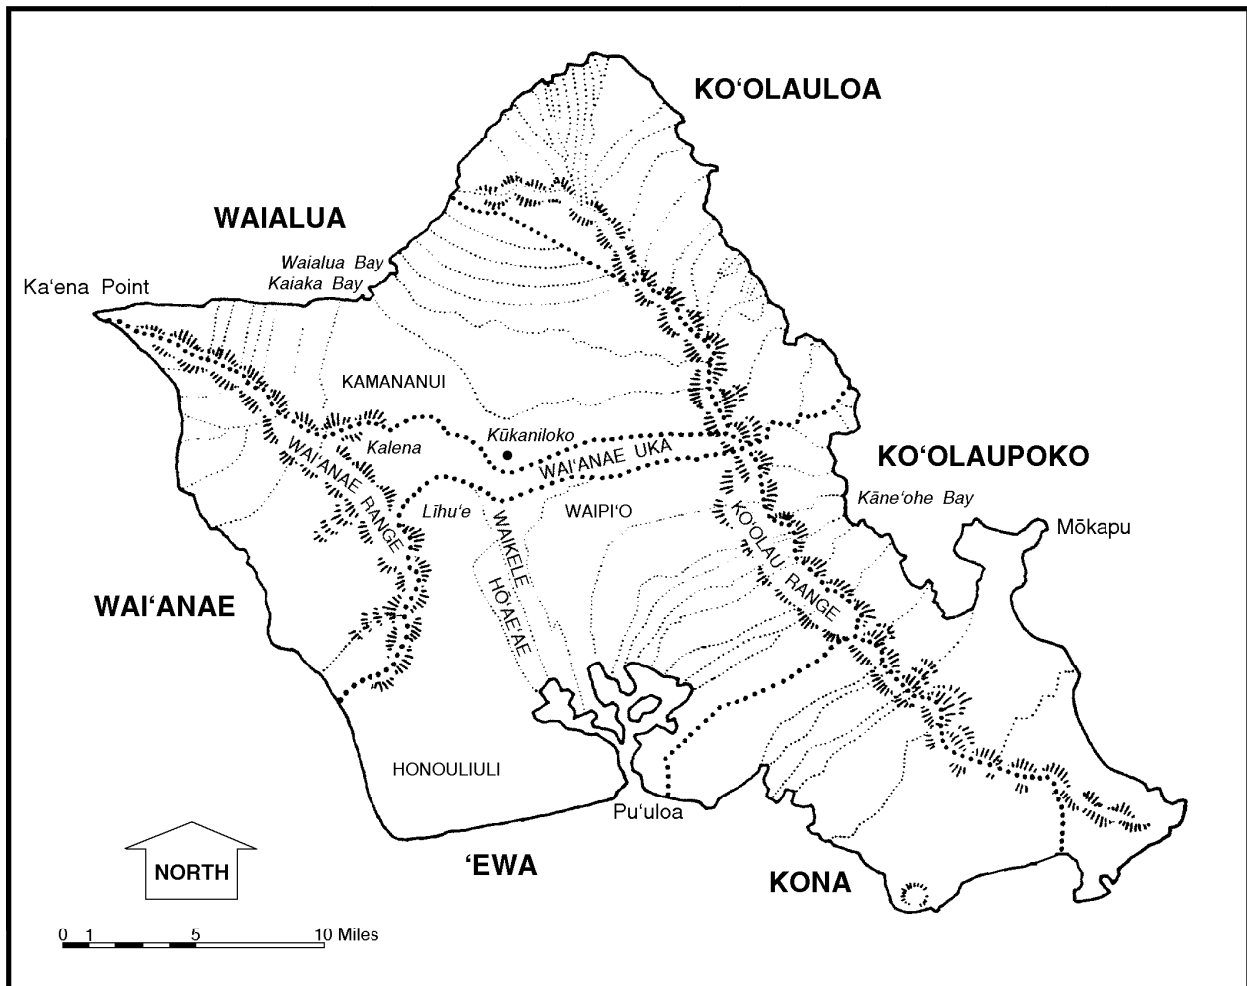 KOʻOLAULOA
WAIALUA
Waialua Bay
Kaiaka Bay
Kaʻena Point
KAMANANUI
Kalena
Kūkaniloko
WAIʻANAE UKA
WAIʻANAE RANGE
KOʻOLAUPOKO
Kāneʻohe Bay
Mōkapu
Līhuʻe
WAIPIʻO
WAIKELE
HŌʻAEʻAE
KOʻOLAU RANGE
WAIʻANAE
HONOULIULI
Puʻuloa
ʻEWA
KONA
NORTH
0 1 5 10 Miles